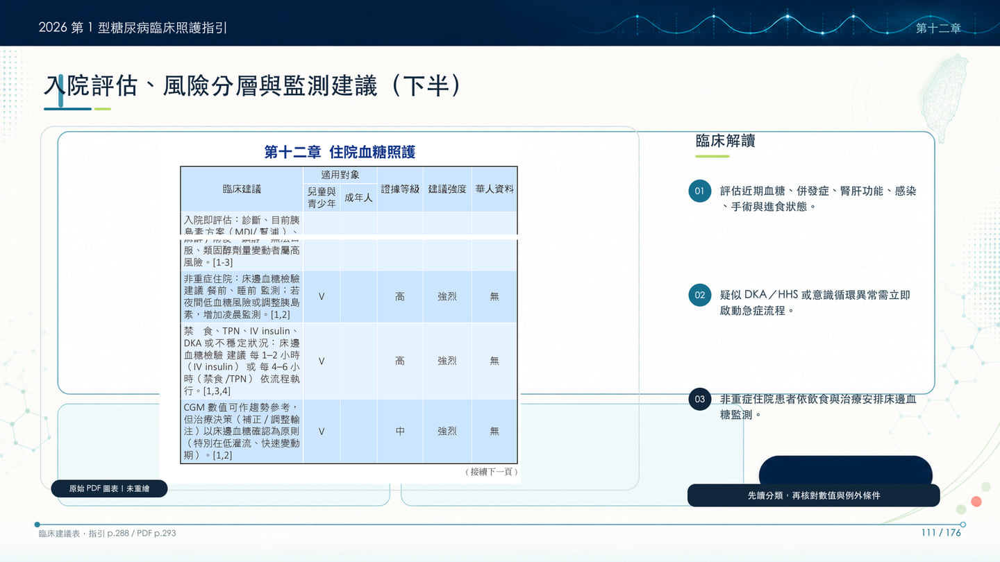 2026 第 1 型糖尿病臨床照護指引
第十二章
入院評估、風險分層與監測建議（下半）
第十二章 住院血糖照護
臨床建議
適用對象
兒童與
青少年
成年人
證據等級
建議強度
華人資料
入院即評估：診斷、目前胰
島素方案（MDI/ 幫浦）、
服、類固醇劑量變動者屬高
風險。[1-3]
非重症住院：床邊血糖檢驗
建議 餐前、睡前 監測；若
夜間低血糖風險或調整胰島
素，增加凌晨監測。[1,2]
V
高
強烈
無
禁　食、TPN、IV insulin、
DKA 或不穩定狀況：床邊
血糖檢驗 建議 每 1–2 小時
（IV insulin） 或 每 4–6 小
時（禁食 /TPN） 依流程執
行。[1,3,4]
V
高
強烈
無
CGM 數值可作趨勢參考，
但治療決策（補正 / 調整輸
注）以床邊血糖確認為原則
（特別在低灌流、快速變動
期）。[1,2]
V
中
強烈
無
（接續下一頁）
原始 PDF 圖表｜未重繪
臨床解讀
01
評估近期血糖、併發症、腎肝功能、感染
、手術與進食狀態。
02
疑似 DKA／HHS 或意識循環異常需立即
啟動急症流程。
03
非重症住院患者依飲食與治療安排床邊血
糖監測。
先讀分類，再核對數值與例外條件
臨床建議表，指引 p.288 / PDF p.293
111 / 176